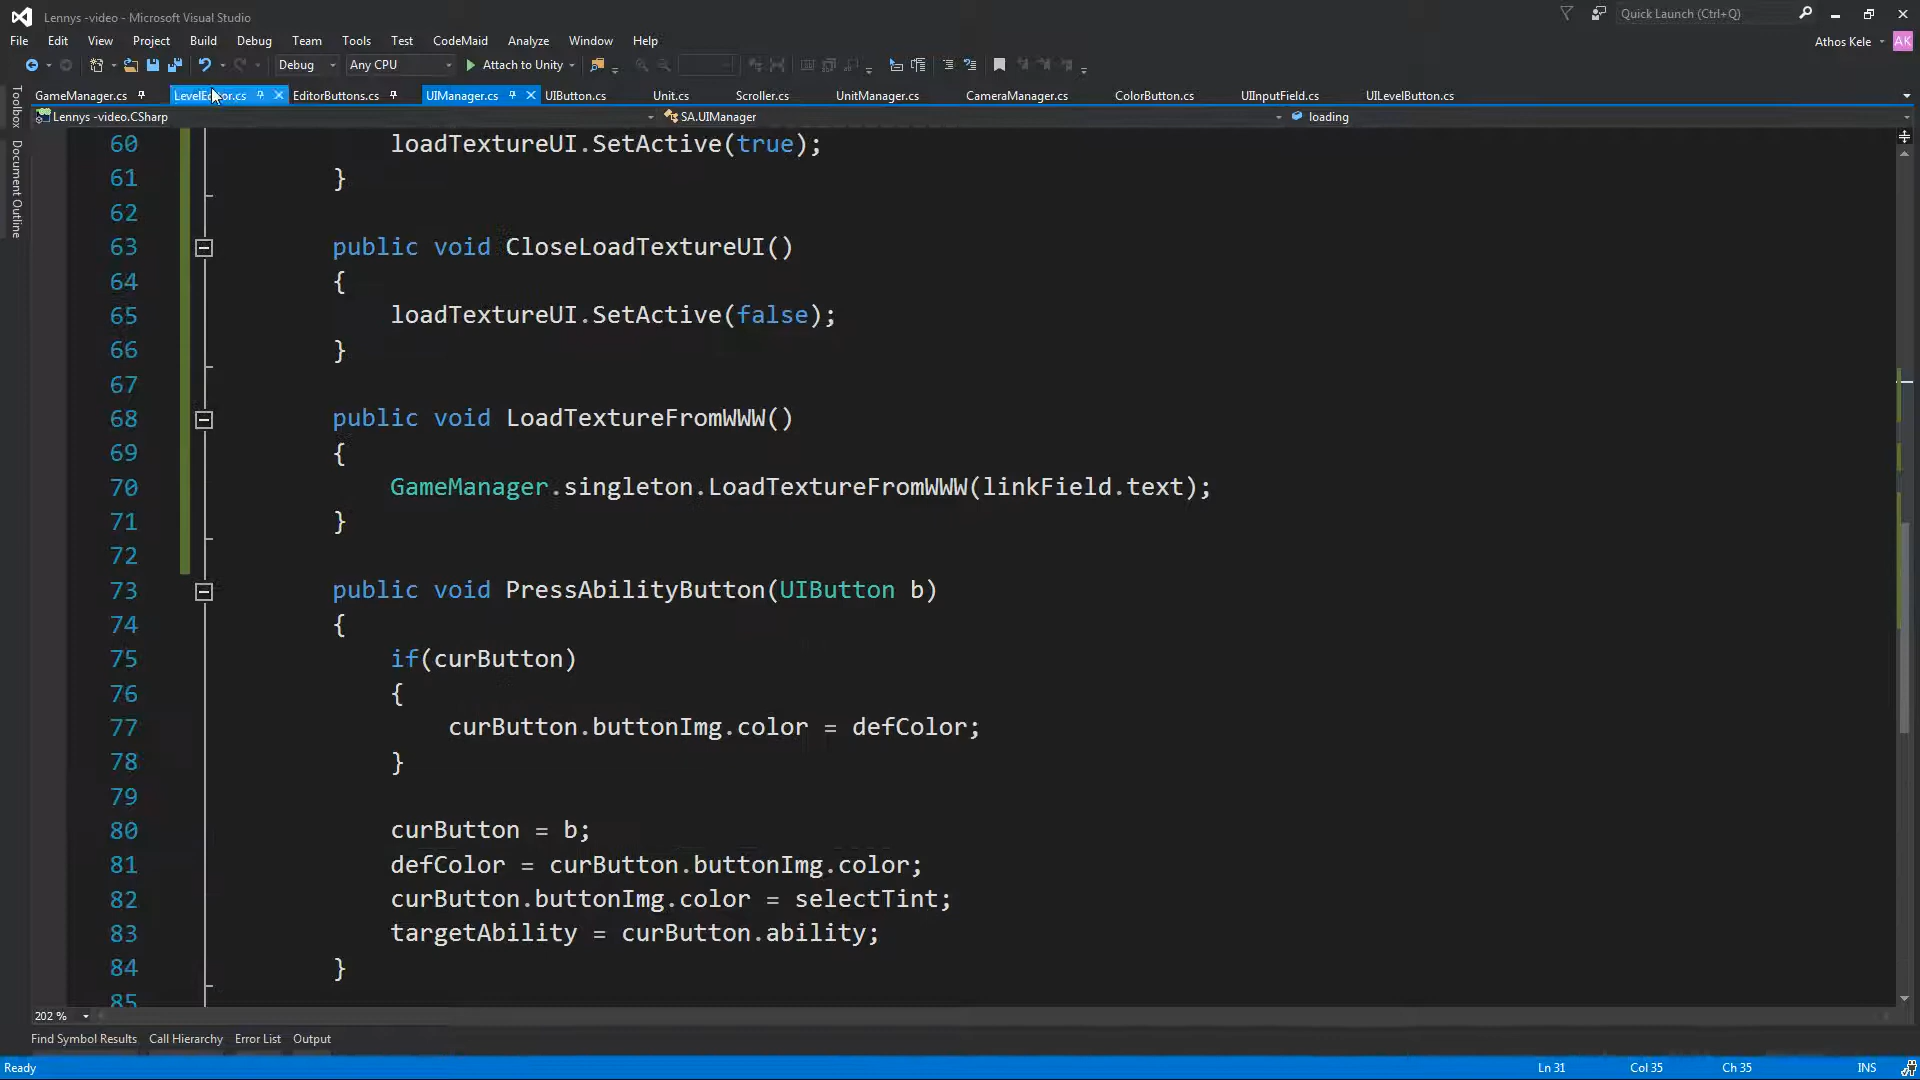 Lennys -video - Microsoft Visual Studio
Quick Launch (Ctrl+Q)
File Edit View Project Build Debug Team Tools Test CodeMaid Analyze Window Help
Athos Kele AK
Debug Any CPU Attach to Unity
GameManager.cs LevelEditor.cs EditorButtons.cs UIManager.cs UIButton.cs Unit.cs Scroller.cs UnitManager.cs CameraManager.cs ColorButton.cs UIInputField.cs UILevelButton.cs
Lennys -video.CSharp SA.UIManager loading
Toolbox
Document Outline
60 loadTextureUI.SetActive(true);
61 }
62
63 public void CloseLoadTextureUI()
64 {
65 loadTextureUI.SetActive(false);
66 }
67
68 public void LoadTextureFromWWW()
69 {
70 GameManager.singleton.LoadTextureFromWWW(linkField.text);
71 }
72
73 public void PressAbilityButton(UIButton b)
74 {
75 if(curButton)
76 {
77 curButton.buttonImg.color = defColor;
78 }
79
80 curButton = b;
81 defColor = curButton.buttonImg.color;
82 curButton.buttonImg.color = selectTint;
83 targetAbility = curButton.ability;
84 }
85
202 %
Find Symbol Results Call Hierarchy Error List Output
Ready Ln 31 Col 35 Ch 35 INS